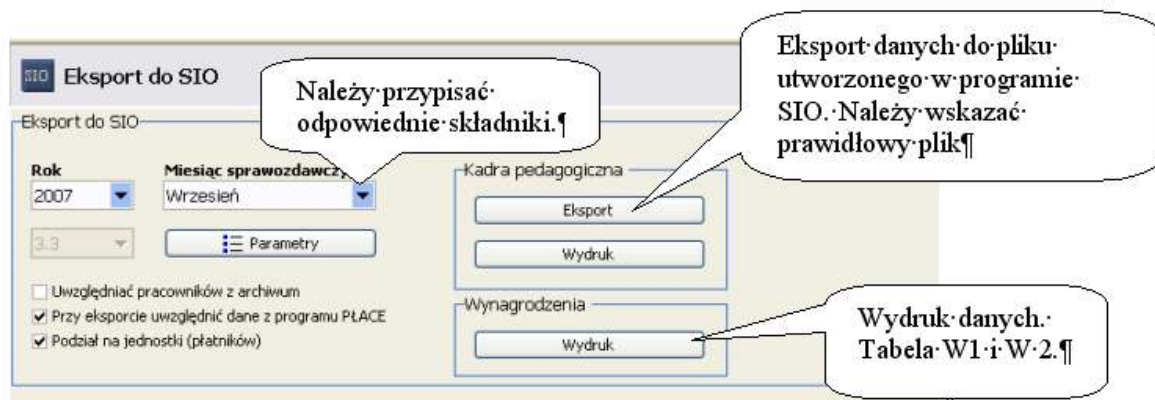 SIO Eksport do SIO
Należy·przypisać·
odpowiednie·składniki.¶
Eksport·danych·do·pliku·
utworzonego·w·programie·
SIO.·Należy·wskazać·
prawidłowy·plik¶
Eksport do SIO
Rok
Miesiąc sprawozdawczy
2007
Wrzesień
3.3
Parametry
Uwzględniać pracowników z archiwum
Przy eksporcie uwzględnić dane z programu PŁACE
Podział na jednostki (płatników)
Kadra pedagogiczna
Eksport
Wydruk
Wynagrodzenia
Wydruk
Wydruk·danych.·
Tabela·W1·i·W·2.¶